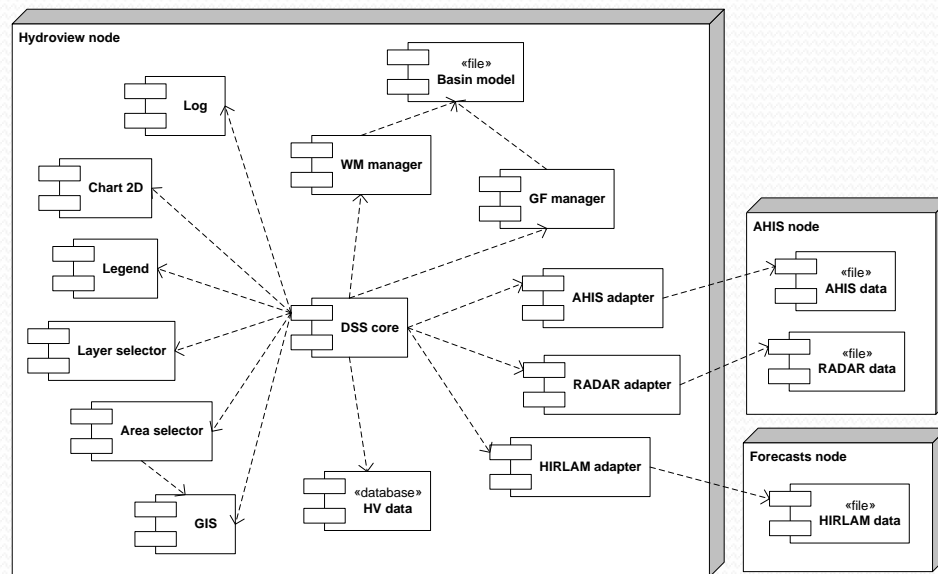 Hydroview node
«file»
Basin model
Log
WM manager
Chart 2D
GF manager
AHIS node
Legend
AHIS adapter
«file»
AHIS data
DSS core
Layer selector
RADAR adapter
«file»
RADAR data
Area selector
HIRLAM adapter
Forecasts node
«database»
HV data
GIS
«file»
HIRLAM data